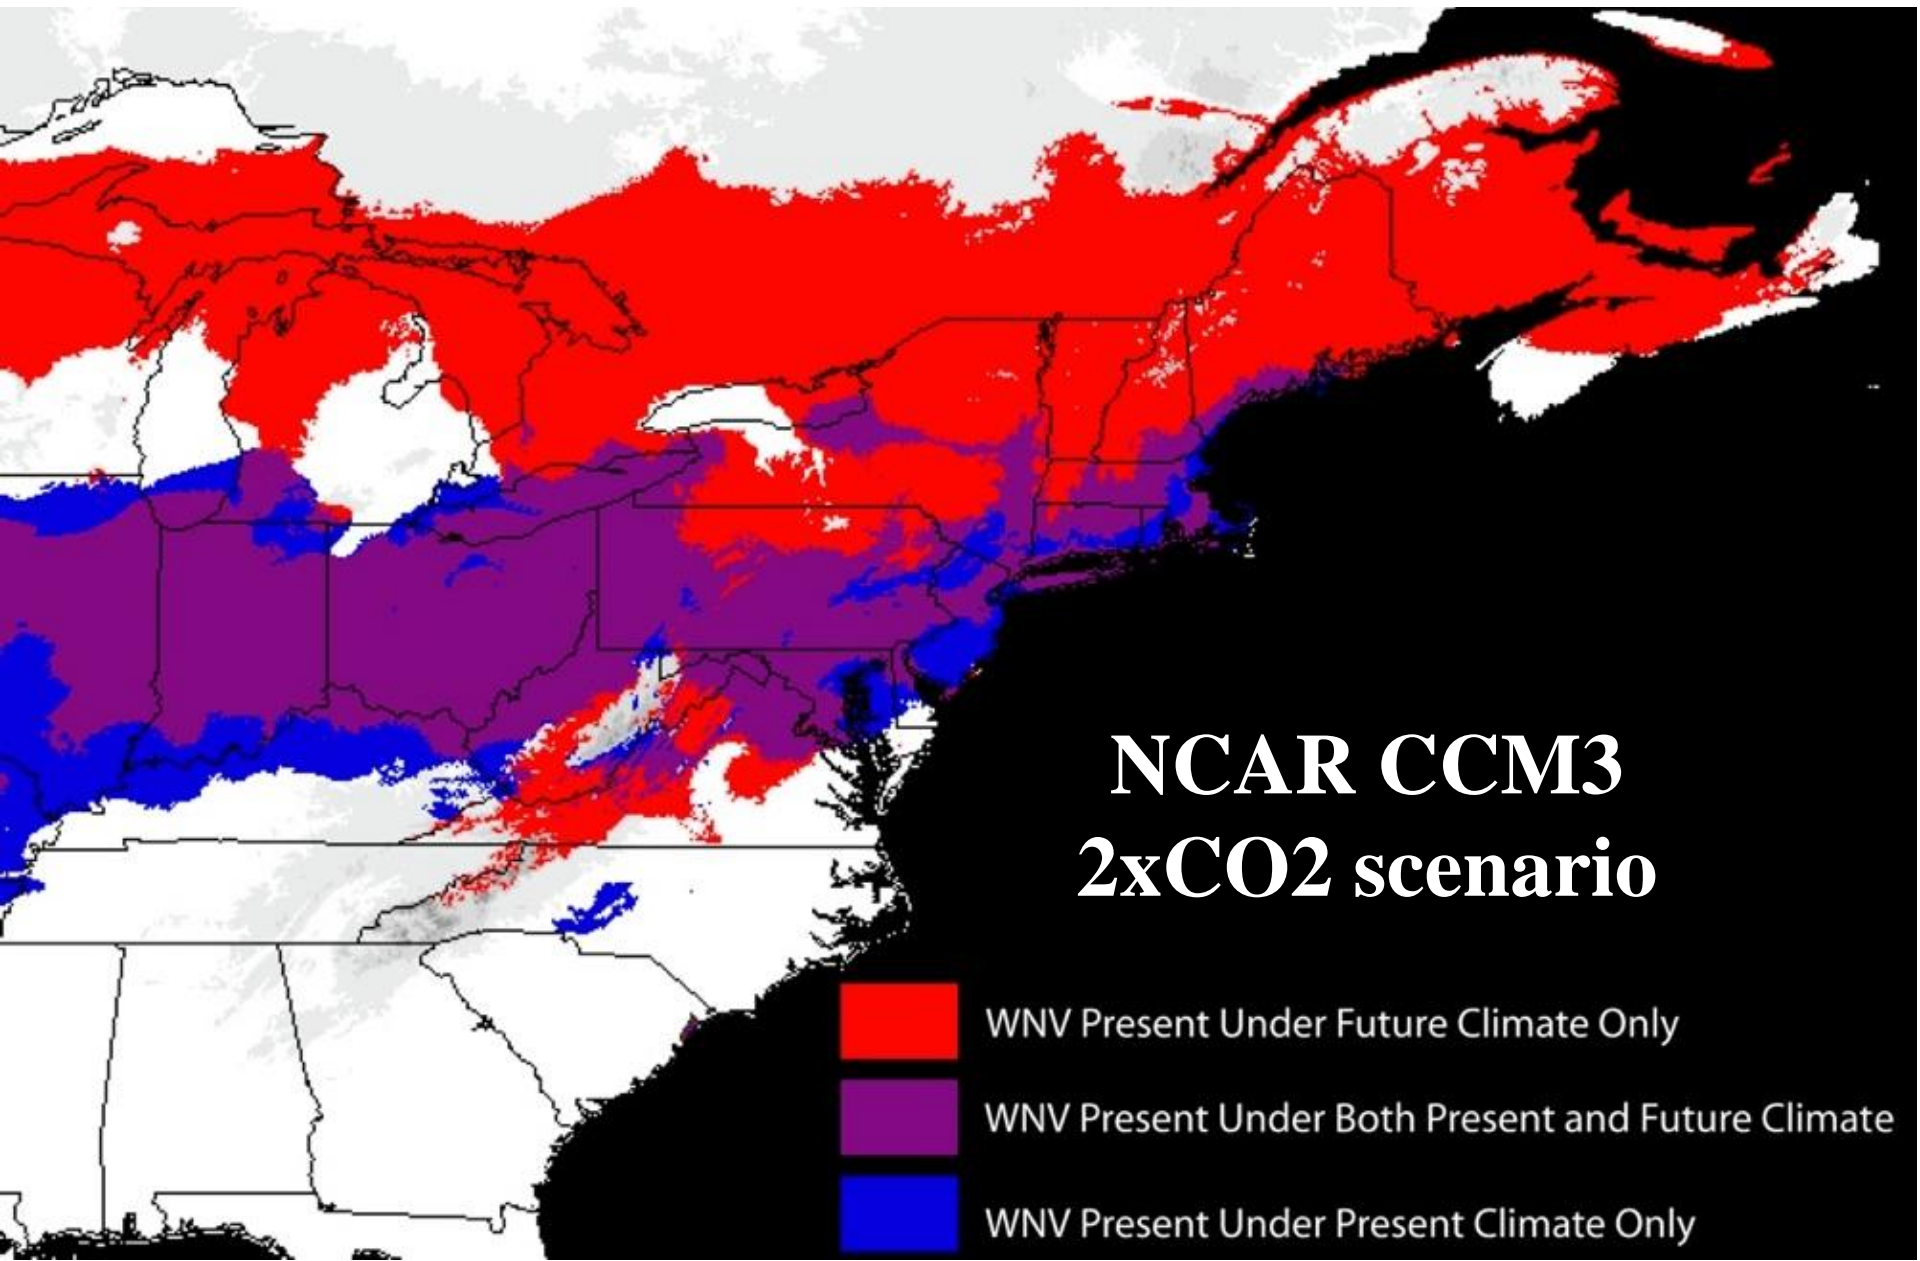 NCAR CCM3
2xCO2 scenario
WNV Present Under Future Climate Only
WNV Present Under Both Present and Future Climate
WNV Present Under Present Climate Only